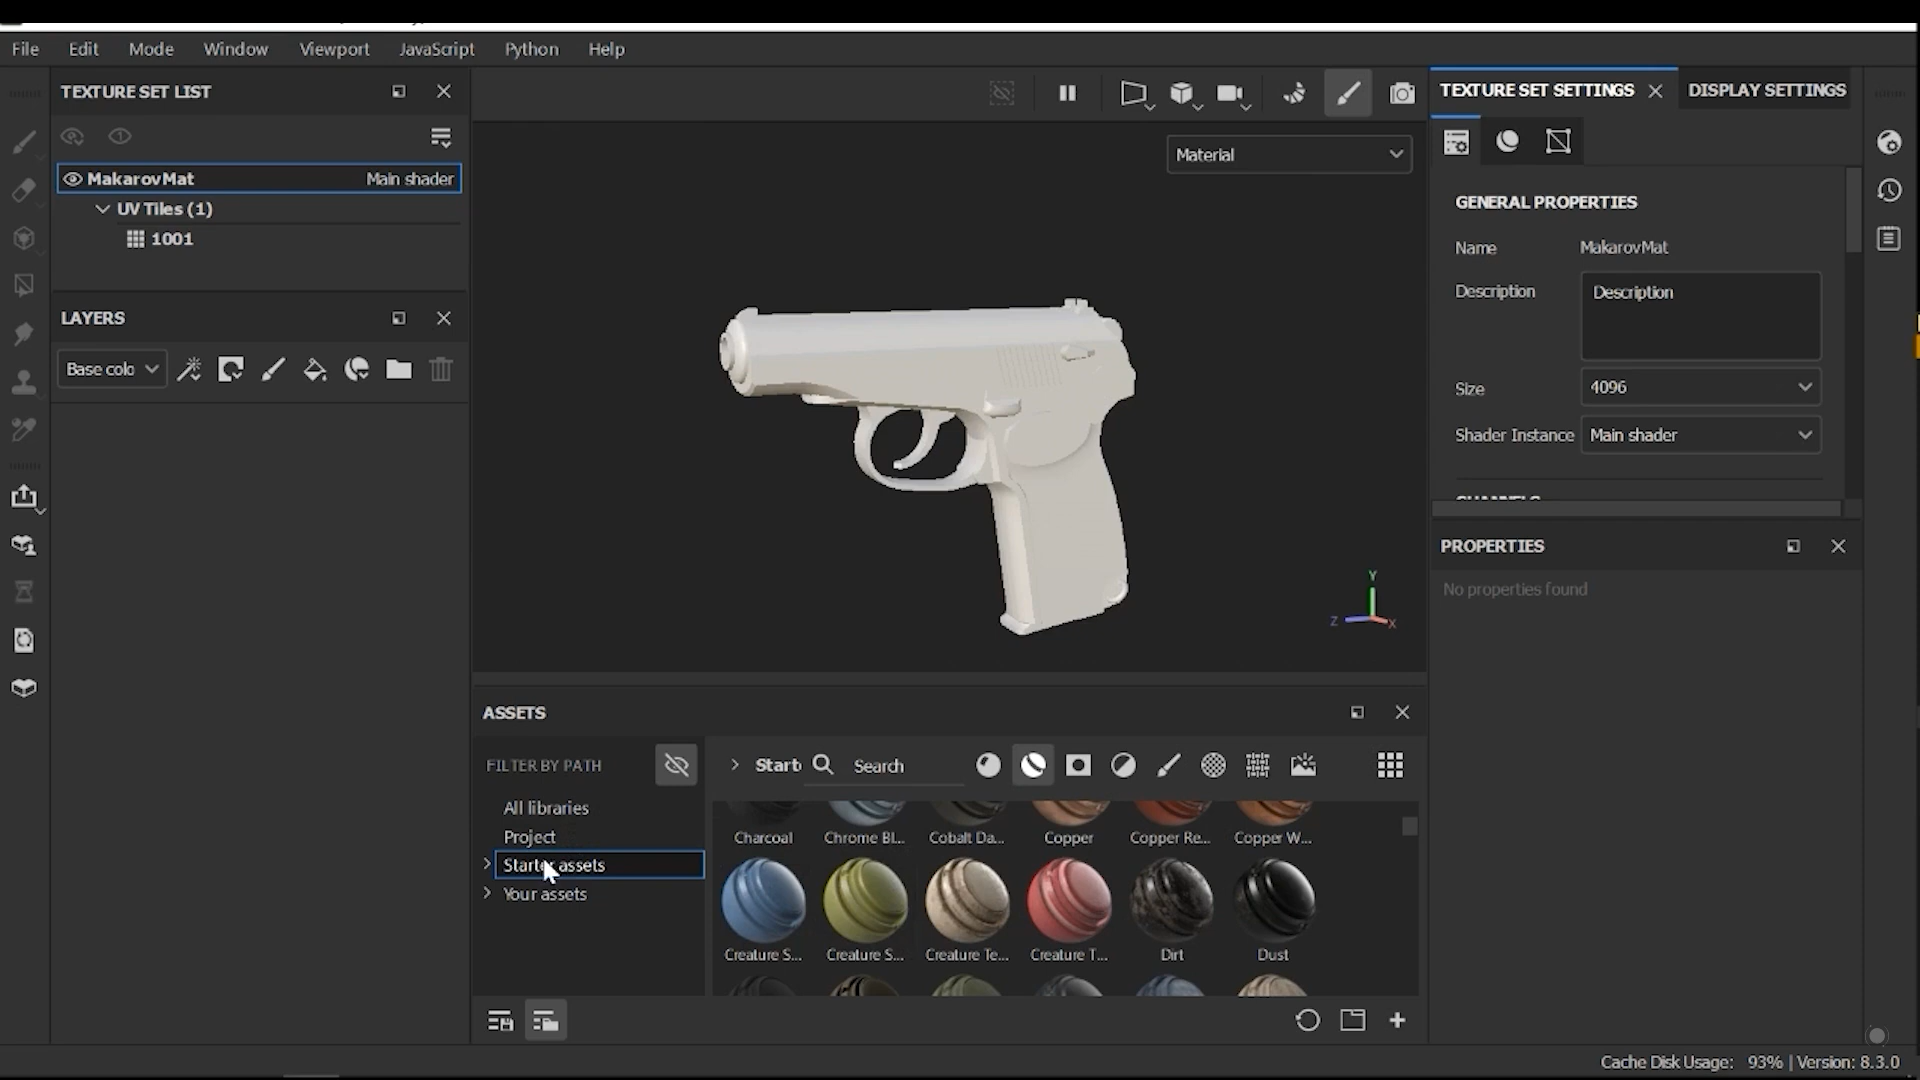 File Edit Mode Window Viewport JavaScript Python Help
TEXTURE SET LIST
MakarovMat Main shader
UV Tiles (1)
1001
LAYERS
Base colo
Material
Y
Z
X
TEXTURE SET SETTINGS DISPLAY SETTINGS
GENERAL PROPERTIES
Name MakarovMat
Description Description
Size 4096
Shader Instance Main shader
CHANNELS
PROPERTIES
No properties found
ASSETS
FILTER BY PATH
All libraries
Project
Starter assets
Your assets
Start Search
Charcoal Chrome Bl... Cobalt Da... Copper Copper Re... Copper W...
Creature S... Creature S... Creature Te... Creature T... Dirt Dust
Cache Disk Usage: 93% | Version: 8.3.0